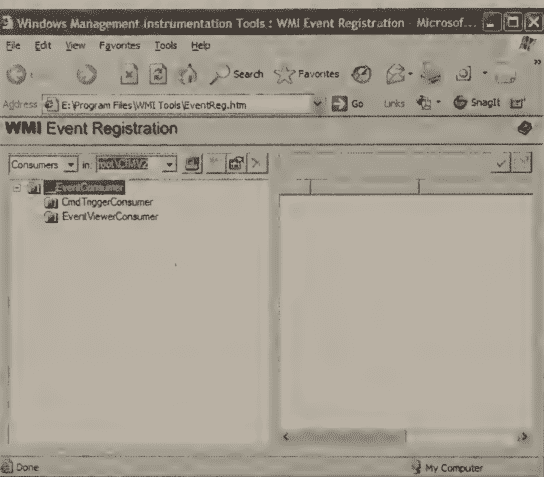 Windows Management Instrumentation Tools : WMI Event Registration - Microsof...
File Edit View Favorites Tools Help
Search Favorites
Address E:\Program Files\WMI Tools\EventReg.htm Go Links SnagIt
WMI Event Registration
Consumers in: root\CIMV2
__EventConsumer
CmdTriggerConsumer
EventViewerConsumer
Done My Computer